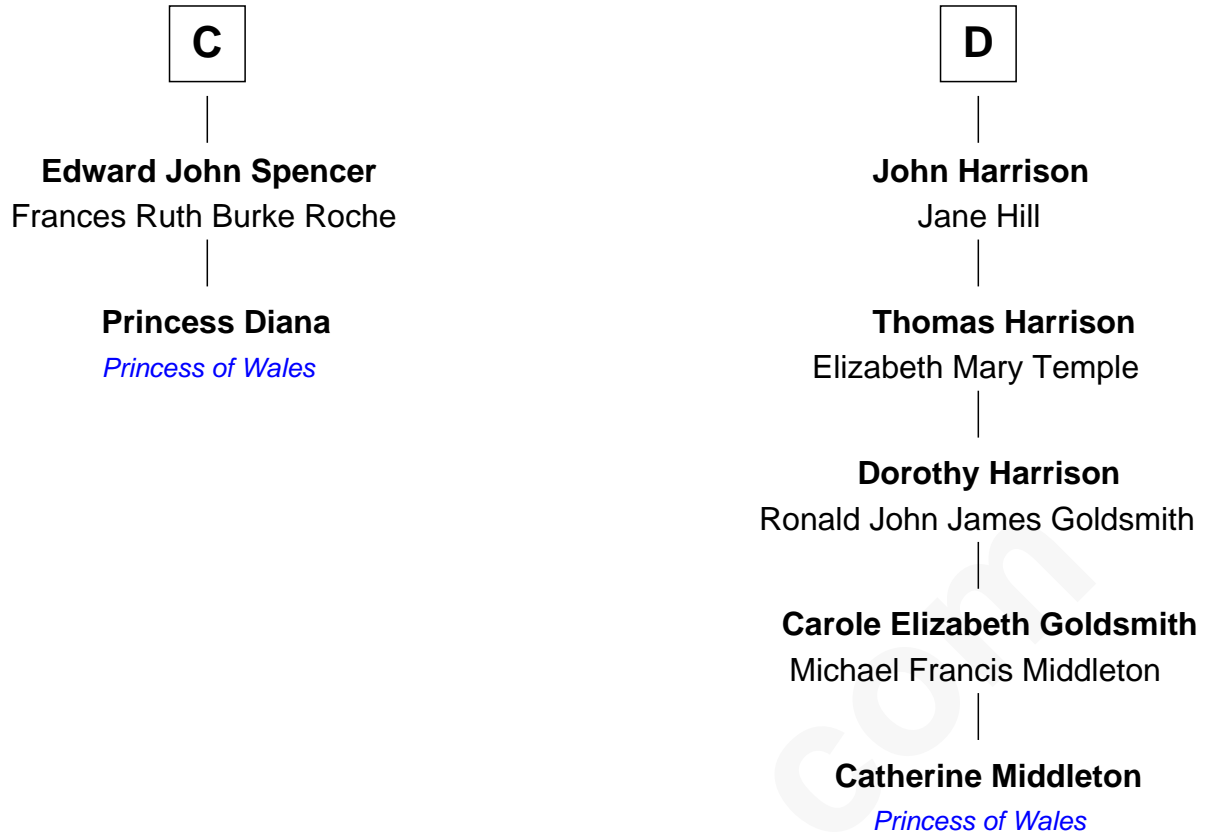 C
Edward John Spencer
Frances Ruth Burke Roche
Princess Diana
Princess of Wales
D
John Harrison
Jane Hill
Thomas Harrison
Elizabeth Mary Temple
Dorothy Harrison
Ronald John James Goldsmith
Carole Elizabeth Goldsmith
Michael Francis Middleton
Catherine Middleton
Princess of Wales
com